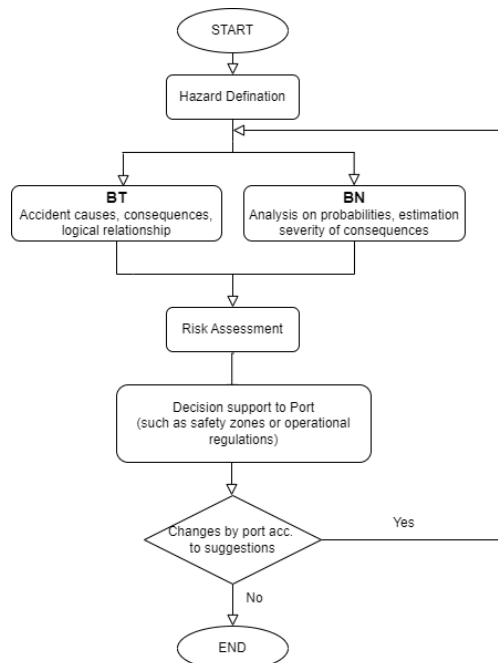 START
Hazard Defination
BT
Accident causes, consequences,
logical relationship
BN
Analysis on probabilities, estimation
severity of consequences
Risk Assessment
Decision support to Port
(such as safety zones or operational
regulations)
Changes by port acc.
to suggestions
Yes
No
END